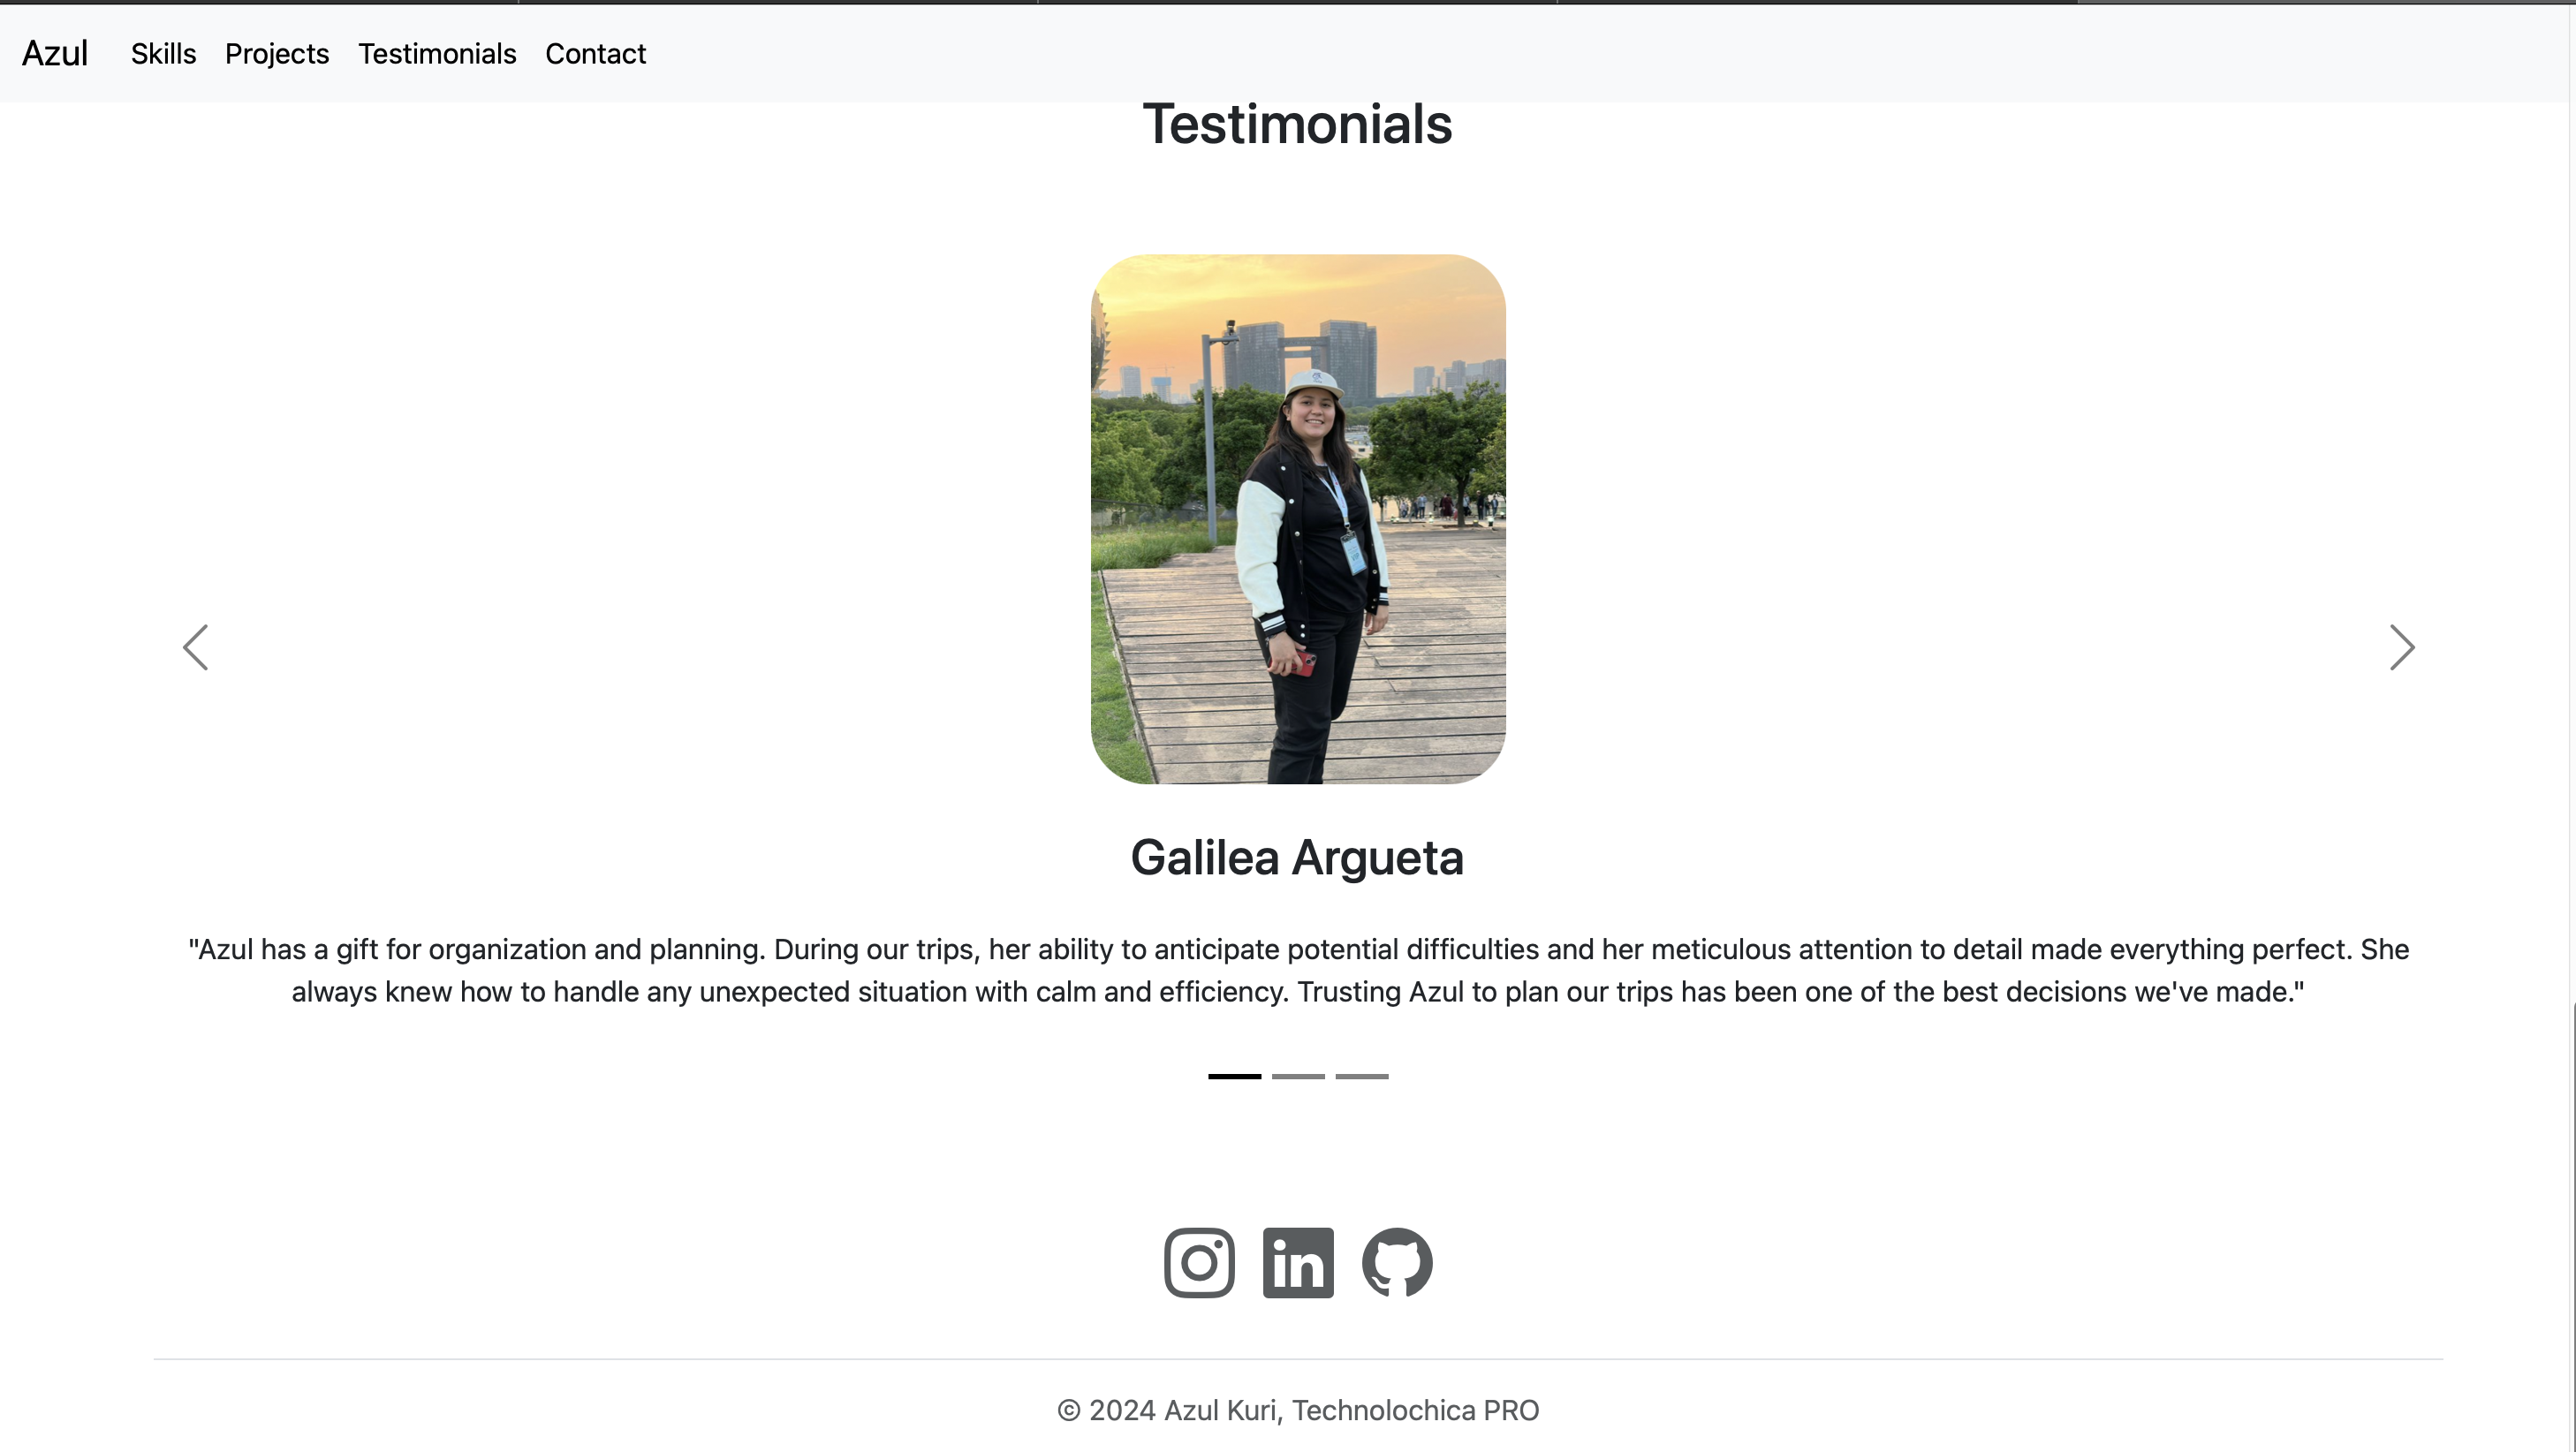 Azul Skills Projects Testimonials Contact
Testimonials
Galilea Argueta
"Azul has a gift for organization and planning. During our trips, her ability to anticipate potential difficulties and her meticulous attention to detail made everything perfect. She
always knew how to handle any unexpected situation with calm and efficiency. Trusting Azul to plan our trips has been one of the best decisions we've made."
in
© 2024 Azul Kuri, Technolochica PRO